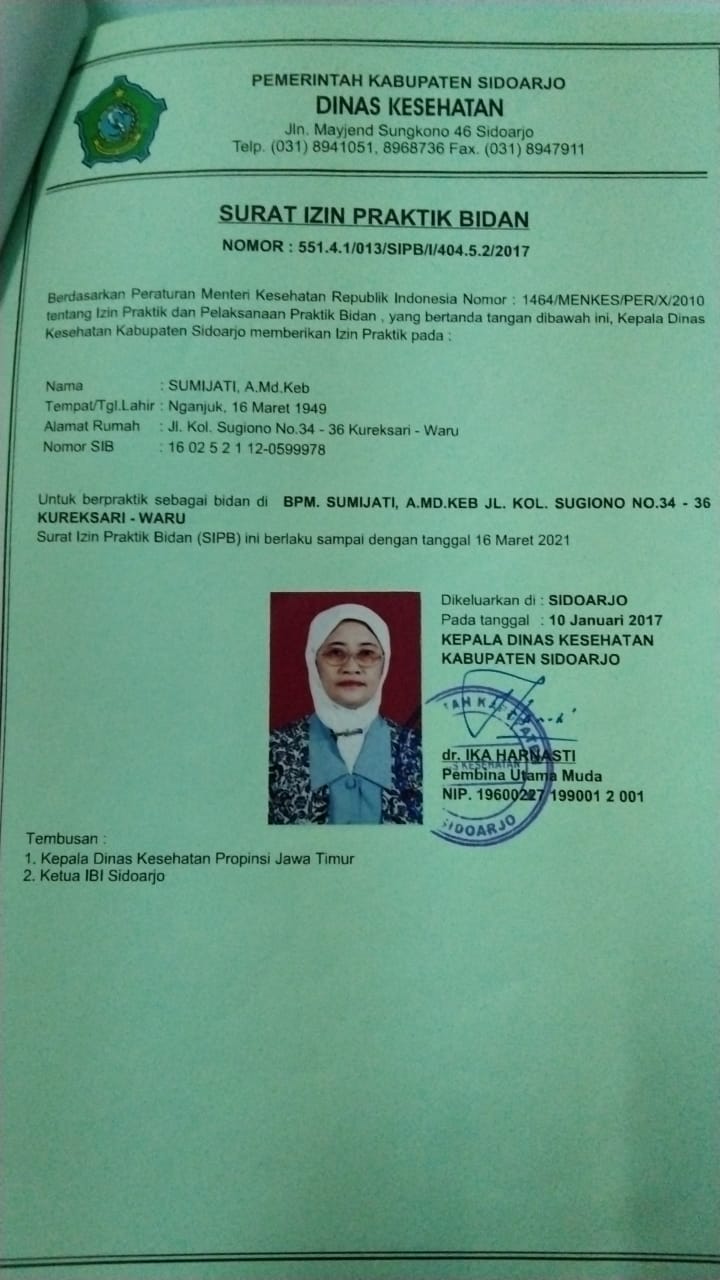 PEMERINTAH KABUPATEN SIDOARJO
DINAS KESEHATAN
Jln. Mayjend Sungkono 46 Sidoarjo
Telp. (031) 8941051, 8968736 Fax. (031) 8947911
SURAT IZIN PRAKTIK BIDAN
NOMOR : 551.4.1/013/SIPB/I/404.5.2/2017
Berdasarkan Peraturan Menteri Kesehatan Republik Indonesia Nomor : 1464/MENKES/PER/X/2010
tentang Izin Praktik dan Pelaksanaan Praktik Bidan , yang bertanda tangan dibawah ini, Kepala Dinas
Kesehatan Kabupaten Sidoarjo memberikan Izin Praktik pada :
Nama : SUMIJATI, A.Md.Keb
Tempat/Tgl.Lahir : Nganjuk, 16 Maret 1949
Alamat Rumah : Jl. Kol. Sugiono No.34 - 36 Kureksari - Waru
Nomor SIB : 16 02 5 2 1 12-0599978
Untuk berpraktik sebagai bidan di BPM. SUMIJATI, A.MD.KEB JL. KOL. SUGIONO NO.34 - 36
KUREKSARI - WARU
Surat Izin Praktik Bidan (SIPB) ini berlaku sampai dengan tanggal 16 Maret 2021
Dikeluarkan di : SIDOARJO
Pada tanggal : 10 Januari 2017
KEPALA DINAS KESEHATAN
KABUPATEN SIDOARJO
dr. IKA HARNASTI
Pembina Utama Muda
NIP. 19600227 199001 2 001
KESEHATAN
SIDOARJO
Tembusan :
1. Kepala Dinas Kesehatan Propinsi Jawa Timur
2. Ketua IBI Sidoarjo